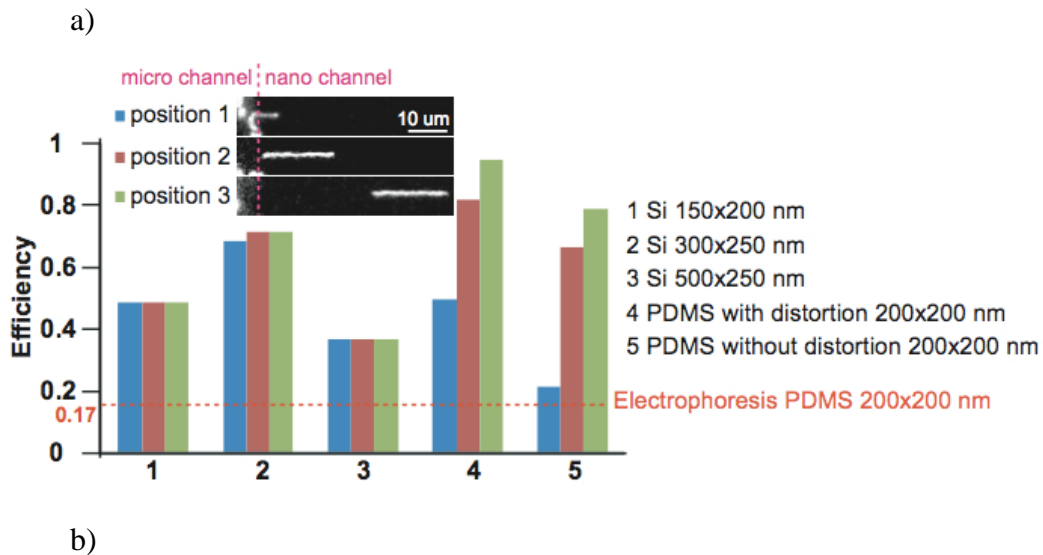 a)
micro channel nano channel
position 1
10 um
position 2
position 3
1
0.8
0.6
0.4
0.2
0.17
0
Efficiency
1 2 3 4 5
1 Si 150x200 nm
2 Si 300x250 nm
3 Si 500x250 nm
4 PDMS with distortion 200x200 nm
5 PDMS without distortion 200x200 nm
Electrophoresis PDMS 200x200 nm
b)